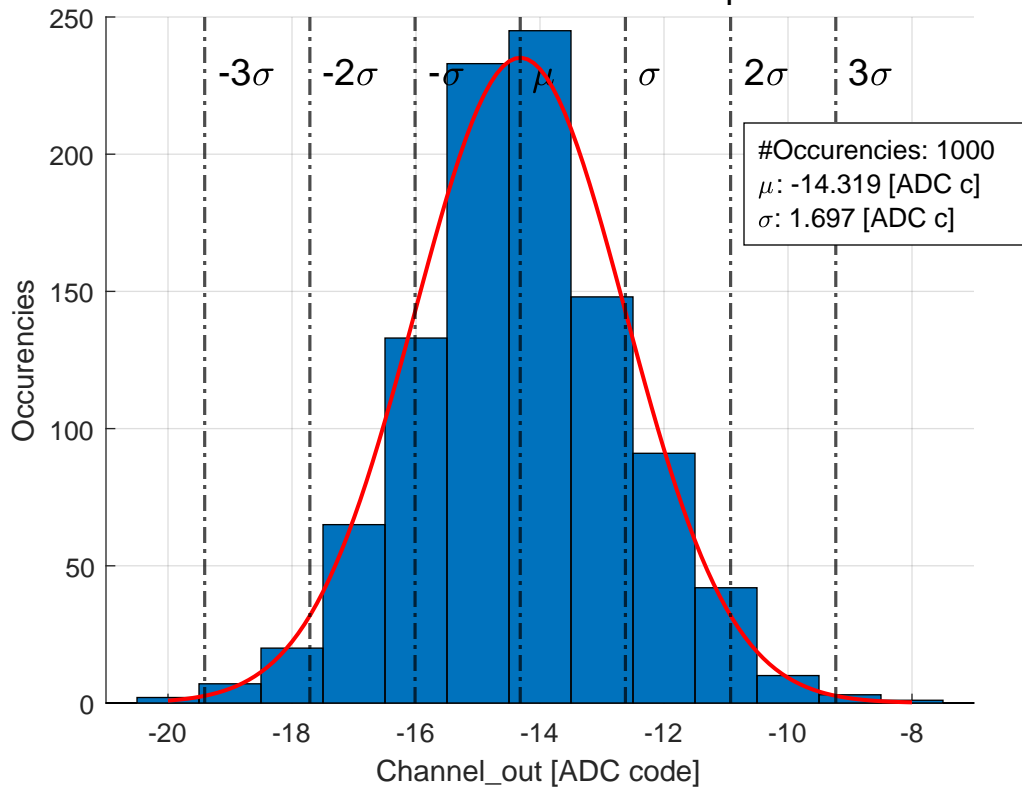 250
200
150
100
50
0
-3σ
-2σ
-σ
μ
σ
2σ
3σ
#Occurencies: 1000
μ: -14.319 [ADC c]
σ: 1.697 [ADC c]
Occurencies
-20
-18
-16
-14
-12
-10
-8
Channel_out [ADC code]